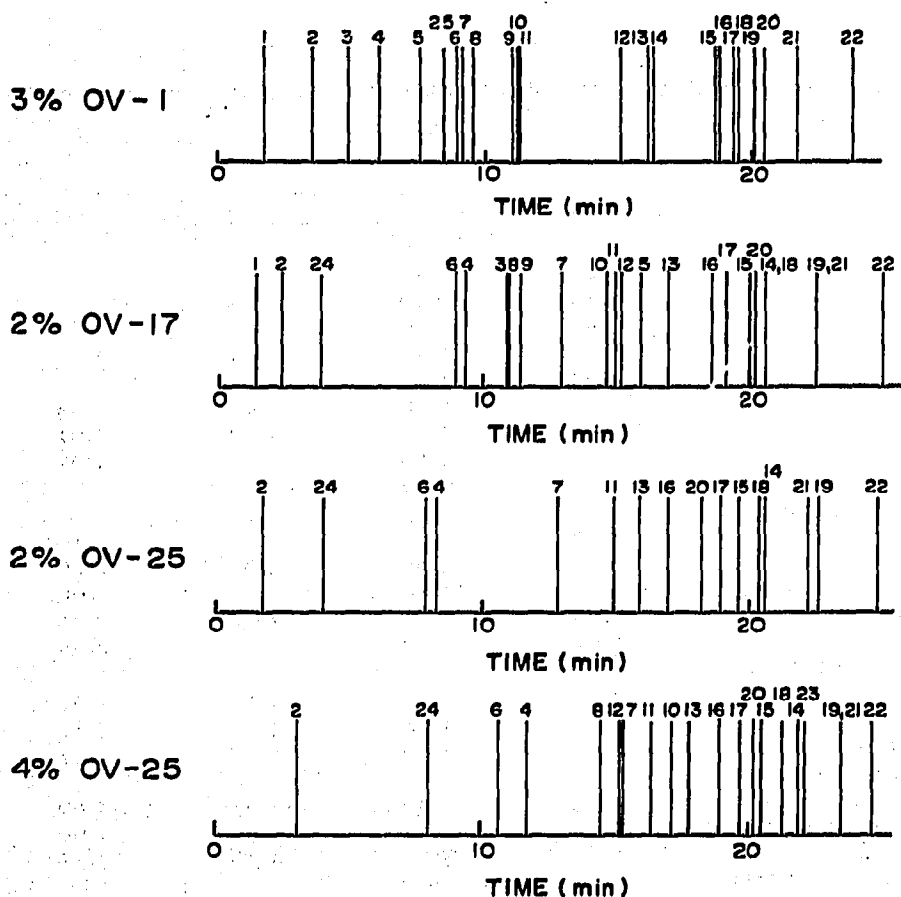 10
25 7 16 18 20
1 2 3 4 5 6 8 9 11 12 13 14 15 17 19 21 22
3% OV-1
0 10 20
TIME (min)
11 17 20
1 2 24 6 4 3 8 9 7 10 12 5 13 16 15 14,18 19,21 22
2% OV-17
0 10 20
TIME (min)
14
2 24 6 4 7 11 13 16 20 17 15 18 21 19 22
2% OV-25
0 10 20
TIME (min)
20 18 23
2 24 6 4 8 12 7 11 10 13 16 17 15 14 19,21 22
4% OV-25
0 10 20
TIME (min)